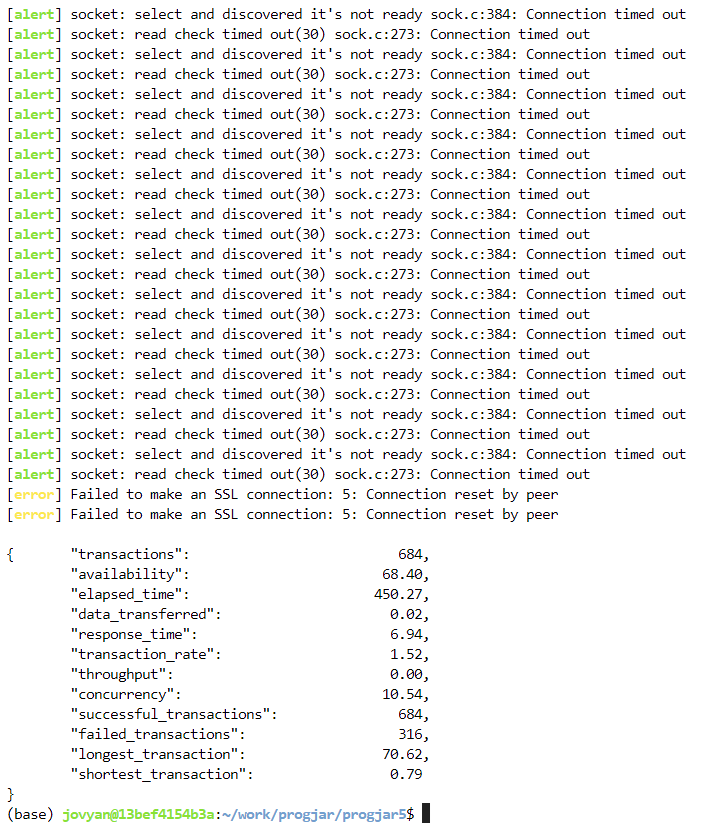 [alert] socket: select and discovered it's not ready sock.c:384: Connection timed out
[alert] socket: read check timed out(30) sock.c:273: Connection timed out
[alert] socket: select and discovered it's not ready sock.c:384: Connection timed out
[alert] socket: read check timed out(30) sock.c:273: Connection timed out
[alert] socket: select and discovered it's not ready sock.c:384: Connection timed out
[alert] socket: read check timed out(30) sock.c:273: Connection timed out
[alert] socket: select and discovered it's not ready sock.c:384: Connection timed out
[alert] socket: read check timed out(30) sock.c:273: Connection timed out
[alert] socket: select and discovered it's not ready sock.c:384: Connection timed out
[alert] socket: read check timed out(30) sock.c:273: Connection timed out
[alert] socket: select and discovered it's not ready sock.c:384: Connection timed out
[alert] socket: read check timed out(30) sock.c:273: Connection timed out
[alert] socket: select and discovered it's not ready sock.c:384: Connection timed out
[alert] socket: read check timed out(30) sock.c:273: Connection timed out
[alert] socket: select and discovered it's not ready sock.c:384: Connection timed out
[alert] socket: read check timed out(30) sock.c:273: Connection timed out
[alert] socket: select and discovered it's not ready sock.c:384: Connection timed out
[alert] socket: read check timed out(30) sock.c:273: Connection timed out
[alert] socket: select and discovered it's not ready sock.c:384: Connection timed out
[alert] socket: read check timed out(30) sock.c:273: Connection timed out
[alert] socket: select and discovered it's not ready sock.c:384: Connection timed out
[alert] socket: read check timed out(30) sock.c:273: Connection timed out
[alert] socket: select and discovered it's not ready sock.c:384: Connection timed out
[alert] socket: read check timed out(30) sock.c:273: Connection timed out
[error] Failed to make an SSL connection: 5: Connection reset by peer
[error] Failed to make an SSL connection: 5: Connection reset by peer

{       "transactions":                          684,
        "availability":                        68.40,
        "elapsed_time":                       450.27,
        "data_transferred":                     0.02,
        "response_time":                        6.94,
        "transaction_rate":                     1.52,
        "throughput":                           0.00,
        "concurrency":                         10.54,
        "successful_transactions":               684,
        "failed_transactions":                   316,
        "longest_transaction":                 70.62,
        "shortest_transaction":                 0.79
}
(base) jovyan@13bef4154b3a:~/work/progjar/progjar5$